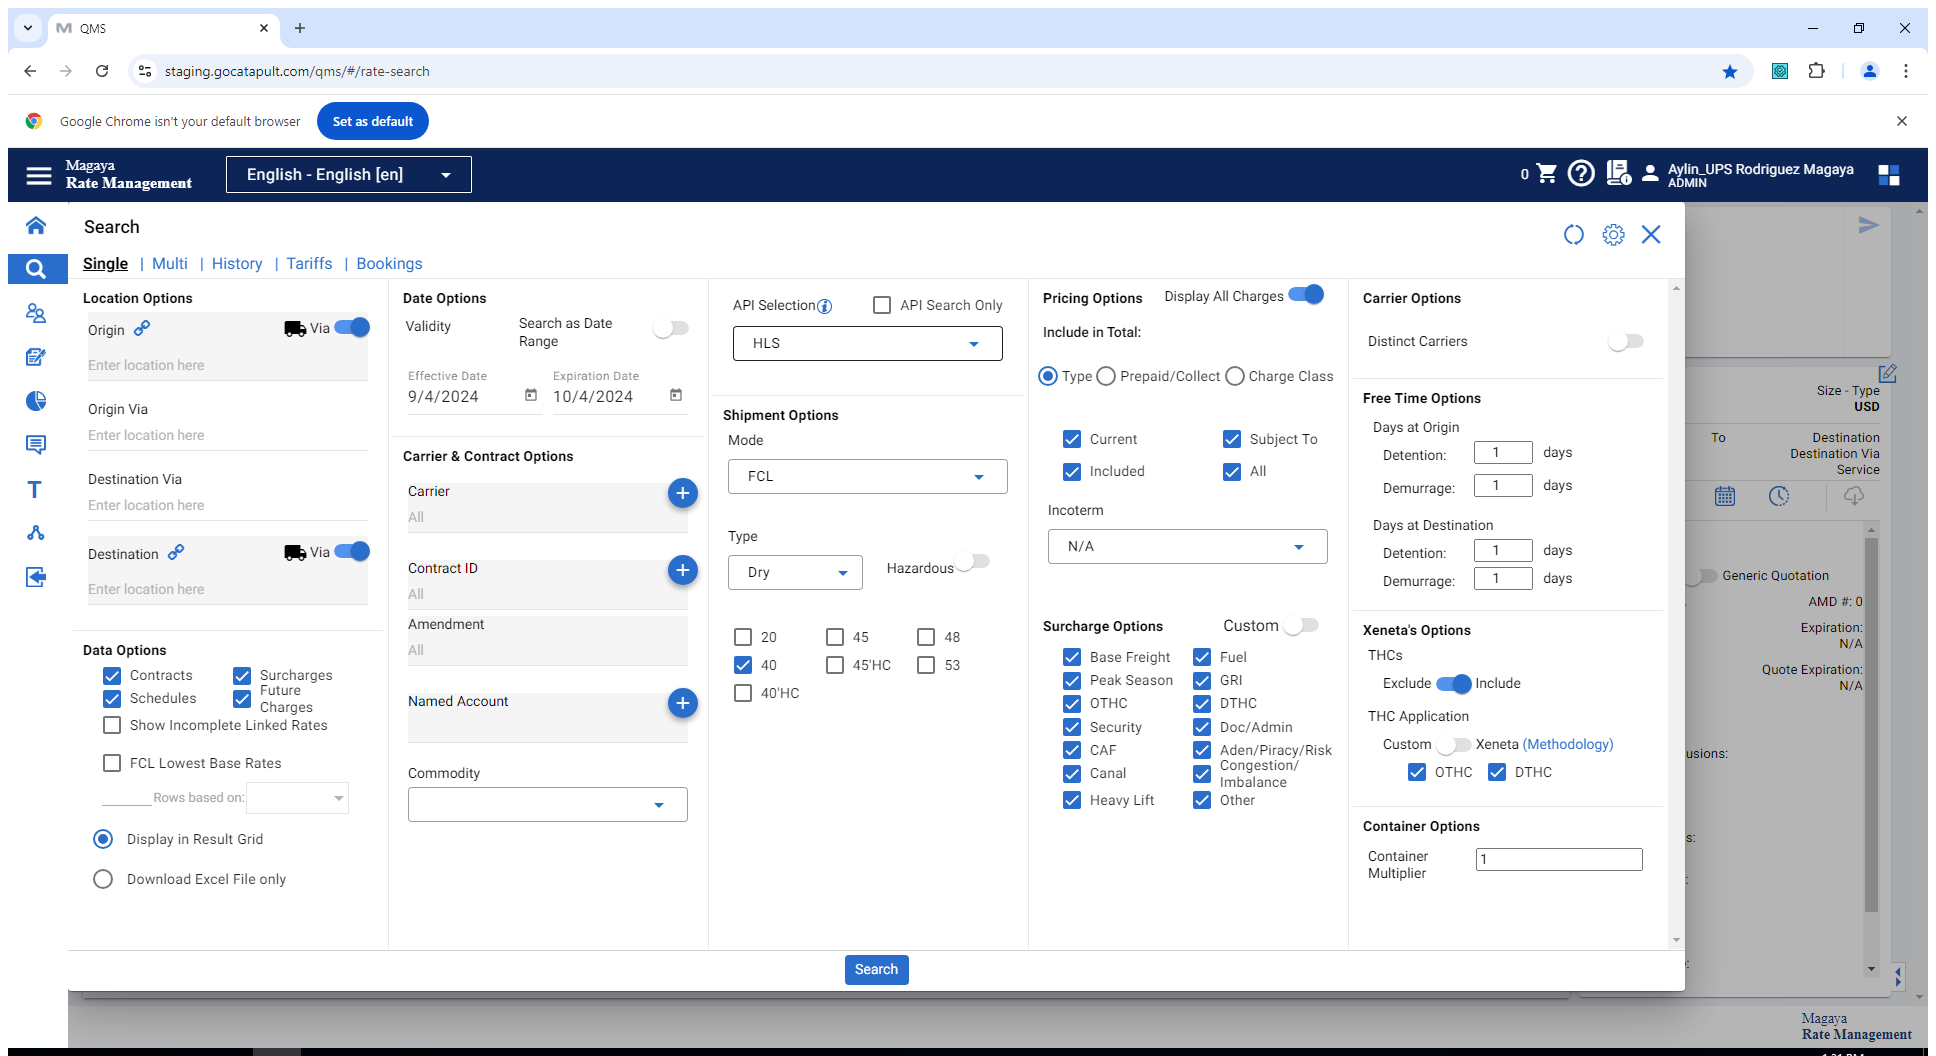 QMS
staging.gocatapult.com/qms/#/rate-search
Google Chrome isn't your default browser
Set as default
Magaya
Rate Management
English - English [en]
0
Aylin_UPS Rodriguez Magaya
ADMIN
Search
Single | Multi | History | Tariffs | Bookings
Location Options
Origin
Via
Enter location here
Origin Via
Enter location here
Destination Via
Enter location here
Destination
Via
Enter location here
Data Options
Contracts
Surcharges
Schedules
Future Charges
Show Incomplete Linked Rates
FCL Lowest Base Rates
Rows based on:
Display in Result Grid
Download Excel File only
Date Options
Validity
Search as Date
Range
Effective Date
9/4/2024
Expiration Date
10/4/2024
Carrier & Contract Options
Carrier
All
Contract ID
All
Amendment
All
Named Account
Commodity
API Selection
API Search Only
HLS
Shipment Options
Mode
FCL
Type
Dry
Hazardous
20
45
48
40
45'HC
53
40'HC
Pricing Options
Display All Charges
Include in Total:
Type
Prepaid/Collect
Charge Class
Current
Subject To
Included
All
Incoterm
N/A
Surcharge Options
Custom
Base Freight
Fuel
Peak Season
GRI
OTHC
DTHC
Security
Doc/Admin
CAF
Aden/Piracy/Risk
Canal
Congestion/
Imbalance
Heavy Lift
Other
Carrier Options
Distinct Carriers
Free Time Options
Days at Origin
Detention: 1 days
Demurrage: 1 days
Days at Destination
Detention: 1 days
Demurrage: 1 days
Xeneta's Options
THCs
Exclude
Include
THC Application
Custom
Xeneta (Methodology)
OTHC
DTHC
Container Options
Container
Multiplier
1
Search
Size - Type
USD
To
Destination
Destination Via
Service
Generic Quotation
AMD #: 0
Expiration:
N/A
Quote Expiration:
N/A
usions:
s:
Magaya
Rate Management